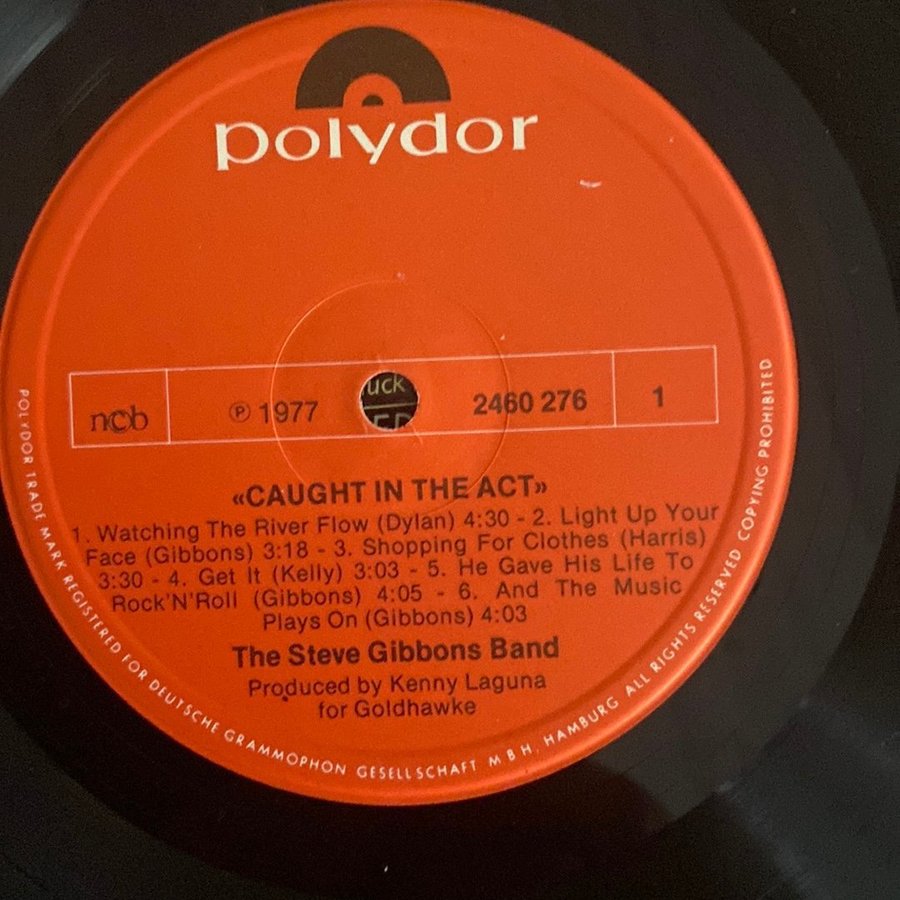 polydor
uck
ncb ℗ 1977 2460 276 1
«CAUGHT IN THE ACT»
1. Watching The River Flow (Dylan) 4:30 - 2. Light Up Your
Face (Gibbons) 3:18 - 3. Shopping For Clothes (Harris)
3:30 - 4. Get It (Kelly) 3:03 - 5. He Gave His Life To
Rock'N'Roll (Gibbons) 4:05 - 6. And The Music
Plays On (Gibbons) 4:03
The Steve Gibbons Band
Produced by Kenny Laguna
for Goldhawke
POLYDOR TRADE MARK REGISTERED FOR DEUTSCHE GRAMMOPHON GESELLSCHAFT MBH, HAMBURG ALL RIGHTS RESERVED COPYING PROHIBITED